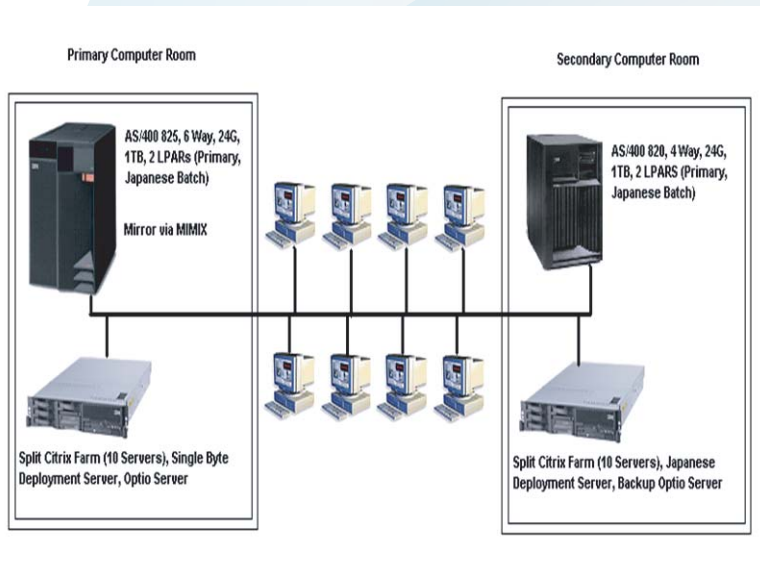 Primary Computer Room
Secondary Computer Room
AS/400 825, 6 Way, 24G,
1TB, 2 LPARs (Primary,
Japanese Batch)
Mirror via MIMIX
AS/400 820, 4 Way, 24G,
1TB, 2 LPARS (Primary,
Japanese Batch)
Split Citrix Farm (10 Servers), Single Byte
Deployment Server, Optio Server
Split Citrix Farm (10 Servers), Japanese
Deployment Server, Backup Optio Server